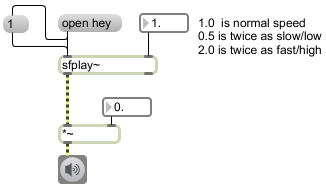 1
open hey
1.
1.0 is normal speed
0.5 is twice as slow/low
2.0 is twice as fast/high
sfplay~
0.
*~